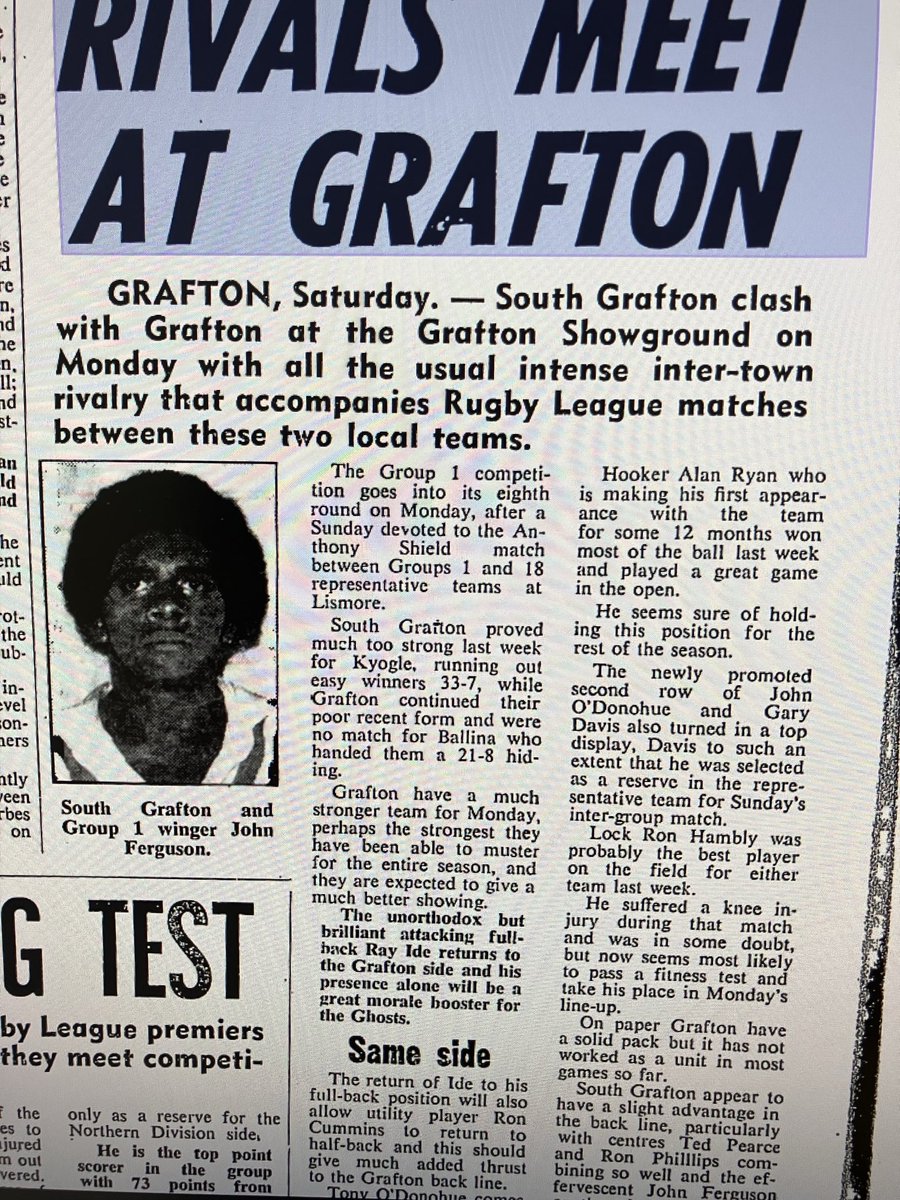 RIVALS MEET
AT GRAFTON
GRAFTON, Saturday. — South Grafton clash
with Grafton at the Grafton Showground on
Monday with all the usual intense inter-town
rivalry that accompanies Rugby League matches
between these two local teams.
South Grafton and
Group 1 winger John
Ferguson.
The Group 1 competi-
tion goes into its eighth
round on Monday, after a
Sunday devoted to the An-
thony Shield match
between Groups 1 and 18
representative teams at
Lismore.
South Grafton proved
much too strong last week
for Kyogle, running out
easy winners 33-7, while
Grafton continued their
poor recent form and were
no match for Ballina who
handed them a 21-8 hid-
ing.
Grafton have a much
stronger team for Monday,
perhaps the strongest they
have been able to muster
for the entire season, and
they are expected to give a
much better showing.
The unorthodox but
brilliant attacking full-
back Ray Ide returns to
the Grafton side and his
presence alone will be a
great morale booster for
the Ghosts.
Same side
The return of Ide to his
full-back position will also
allow utility player Ron
Cummins to return to
half-back and this should
give much added thrust
to the Grafton back line.
Tony O'Donohue comes
Hooker Alan Ryan who
is making his first appear-
ance with the team
for some 12 months won
most of the ball last week
and played a great game
in the open.
He seems sure of hold-
ing this position for the
rest of the season.
The newly promoted
second row of John
O'Donohue and Gary
Davis also turned in a top
display, Davis to such an
extent that he was selected
as a reserve in the repre-
sentative team for Sunday's
inter-group match.
Lock Ron Hambly was
probably the best player
on the field for either
team last week.
He suffered a knee in-
jury during that match
and was in some doubt,
but now seems most likely
to pass a fitness test and
take his place in Monday's
line-up.
On paper Grafton have
a solid pack but it has not
worked as a unit in most
games so far.
South Grafton appear to
have a slight advantage in
the back line, particularly
with centres Ted Pearce
and Ron Philllips com-
bining so well and the ef-
fervescent John Ferguson
G TEST
by League premiers
they meet competi-
only as a reserve for the
Northern Division side.
He is the top point
scorer in the group
with 73 points from